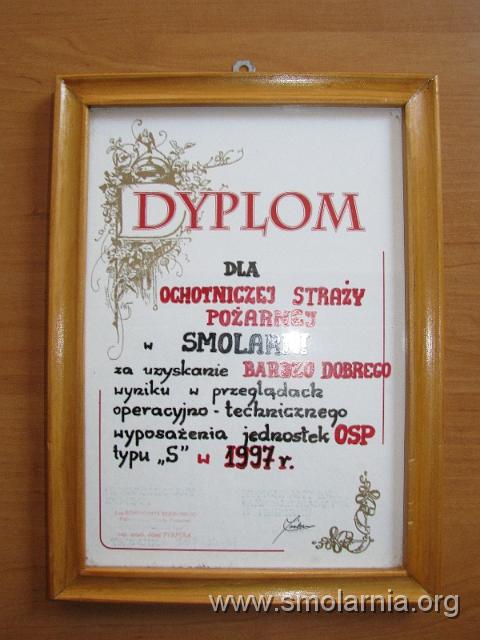 DYPLOM
DLA
OCHOTNICZEJ STRAŻY
POŻARNEJ
w SMOLARNI
za uzyskanie BARDZO DOBREGO
wyniku w przeglądach
operacyjno-technicznego
wyposażenia jednostek OSP
typu „S" w 1997 r.
www.smolarnia.org